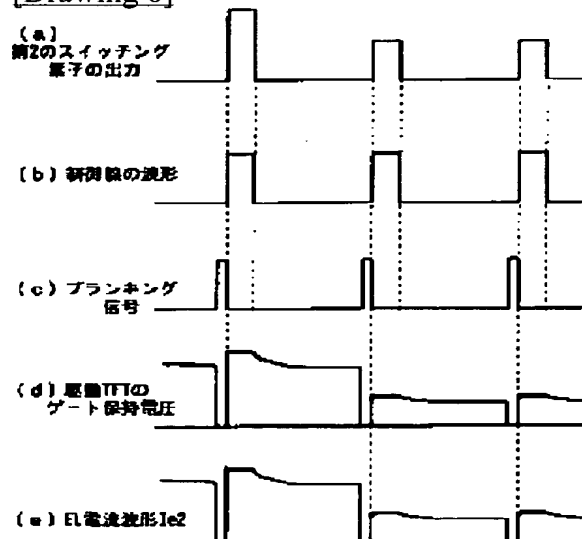 [Drawing 6]
(a)
第2のスイッチング
素子の出力
(b) 制御線の波形
(c) ブランキング
信号
(d) 駆動TFTの
ゲート保持電圧
(e) EL電流波形Ie2